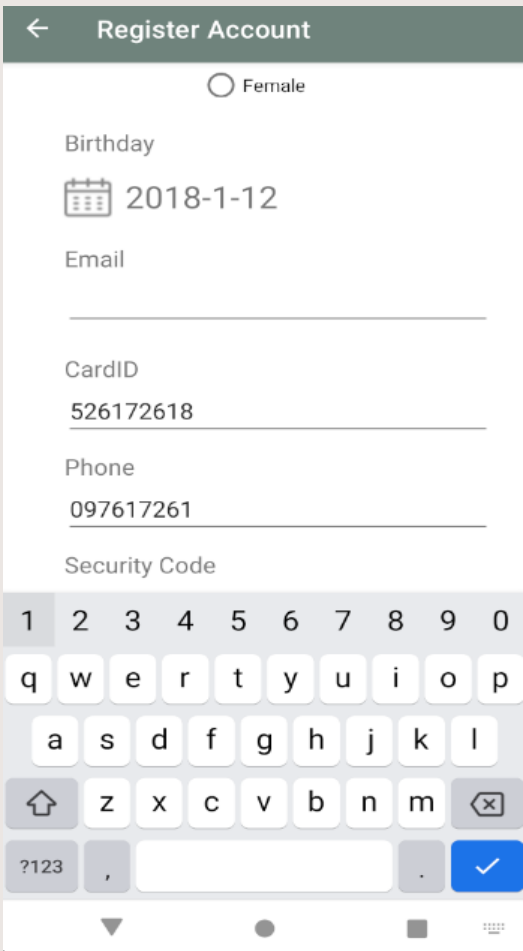 Register Account
Female
Birthday
2018-1-12
Email
CardID
526172618
Phone
097617261
Security Code
1 2 3 4 5 6 7 8 9 0
q w e r t y u i o p
a s d f g h j k l
z x c v b n m
?123 , .